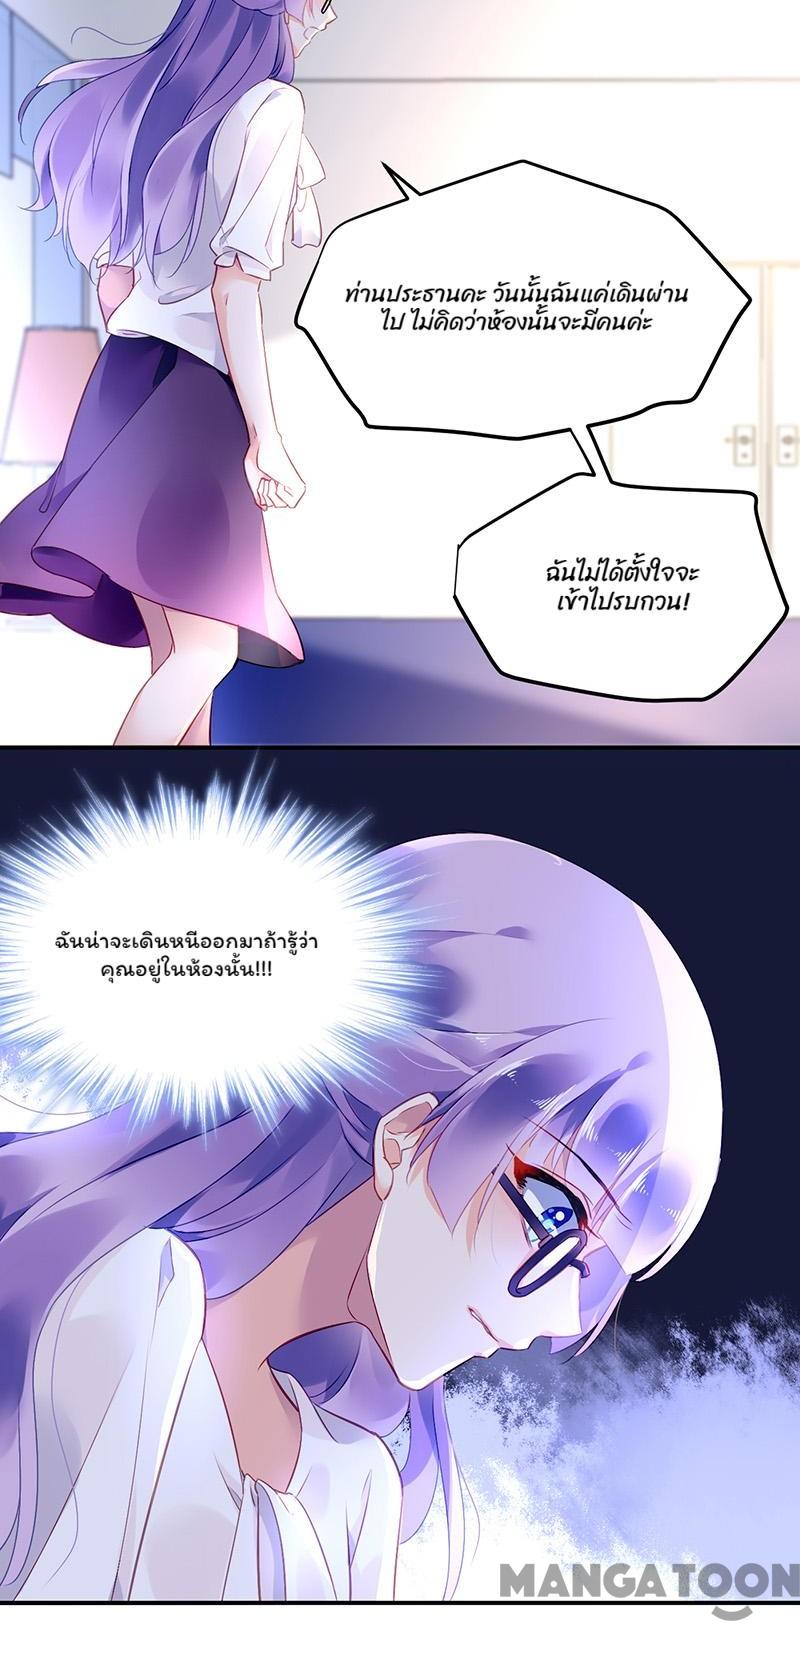 ท่านประธานคะ วันนั้นฉันแค่เดินผ่าน
ไป ไม่คิดว่าห้องนั้นจะมีคนค่ะ
ฉันไม่ได้ตั้งใจจะ
เข้าไปรบกวน!
ฉันน่าจะเดินหนีออกมาถ้ารู้ว่า
คุณอยู่ในห้องนั้น!!!
MANGATOON